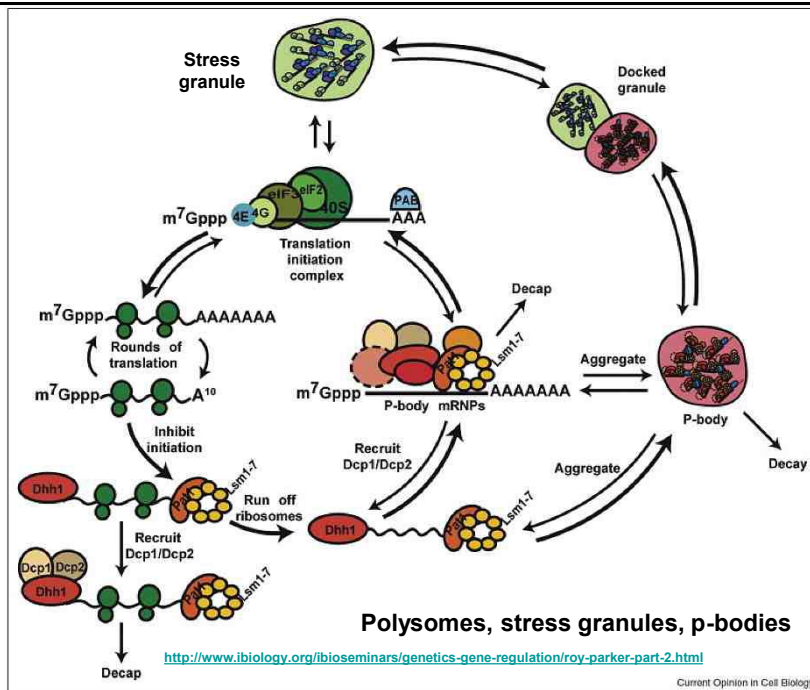 Stress
granule
Docked
granule
m⁷Gppp 4E 4G eIF3 eIF2 40S PAB AAA
Translation
initiation
complex
m⁷Gppp AAAAAAA
Rounds of
translation
m⁷Gppp A¹⁰
Inhibit
initiation
Decap
Pat1 Lsm1-7
m⁷Gppp AAAAAAA
P-body mRNPs
Aggregate
P-body
Decay
Recruit
Dcp1/Dcp2
Aggregate
Dhh1 Pat1 Lsm1-7
Run off
ribosomes
Dhh1 Pat1 Lsm1-7
Recruit
Dcp1/Dcp2
Dcp1 Dcp2
Dhh1 Pat1 Lsm1-7
Decap
Polysomes, stress granules, p-bodies
http://www.ibiology.org/ibioseminars/genetics-gene-regulation/roy-parker-part-2.html
Current Opinion in Cell Biology